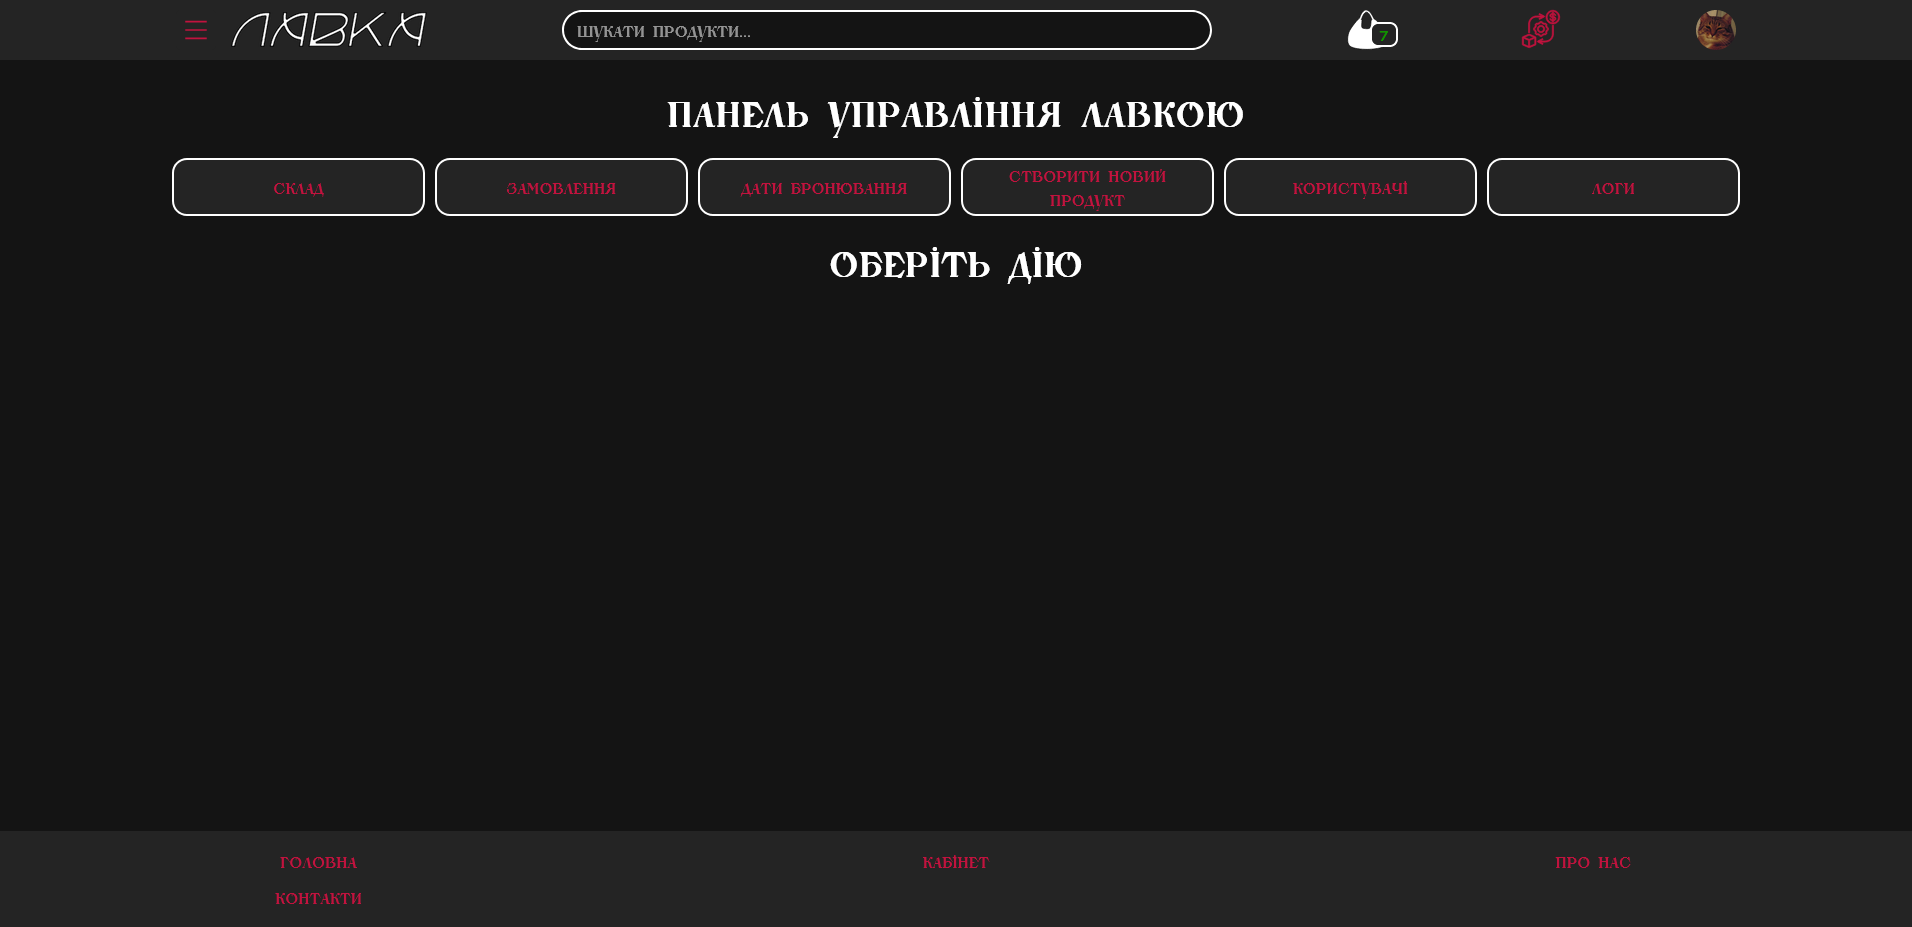 ЛАВКА
ШУКАТИ ПРОДУКТИ...
7
ПАНЕЛЬ УПРАВЛІННЯ ЛАВКОЮ
СКЛАД
ЗАМОВЛЕННЯ
ДАТИ БРОНЮВАННЯ
СТВОРИТИ НОВИЙ
ПРОДУКТ
КОРИСТУВАЧІ
ЛОГИ
ОБЕРІТЬ ДІЮ
ГОЛОВНА
КАБІНЕТ
ПРО НАС
КОНТАКТИ